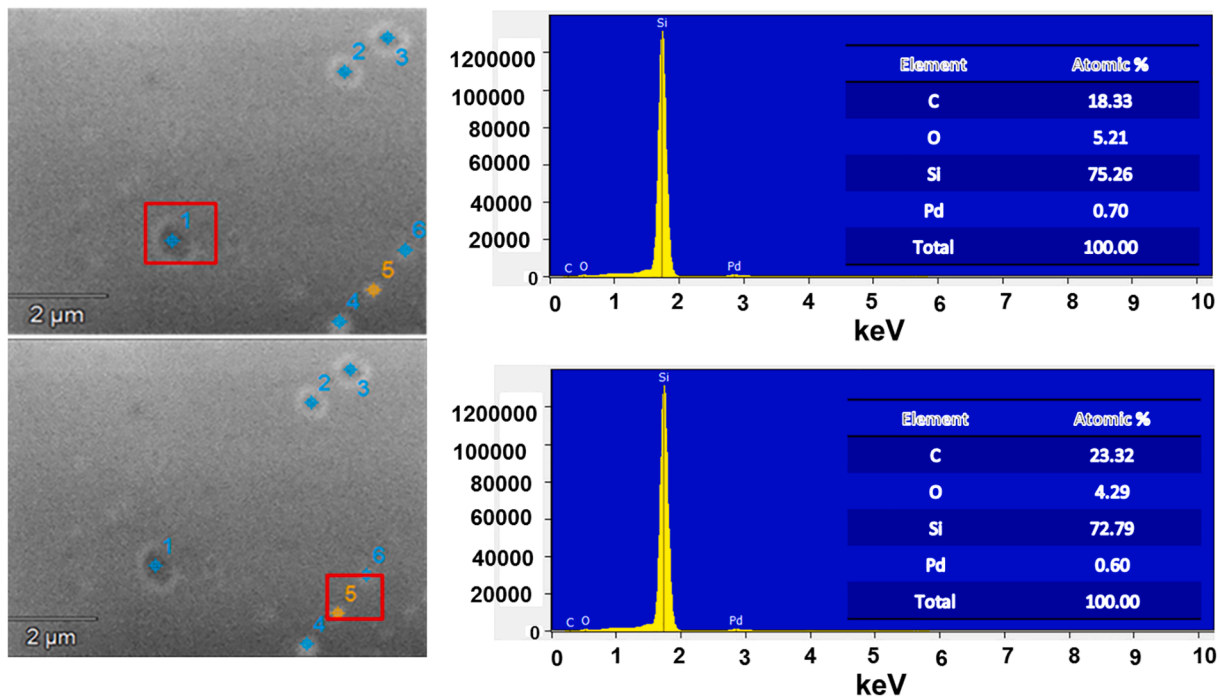 2
3
1
6
5
4
2 μm
Si
1200000
100000
80000
60000
40000
20000
0
C O Pd
0 1 2 3 4 5 6 7 8 9 10
keV
Element Atomic %
C 18.33
O 5.21
Si 75.26
Pd 0.70
Total 100.00
2
3
1
6
5
4
2 μm
Si
1200000
100000
80000
60000
40000
20000
0
C O Pd
0 1 2 3 4 5 6 7 8 9 10
keV
Element Atomic %
C 23.32
O 4.29
Si 72.79
Pd 0.60
Total 100.00